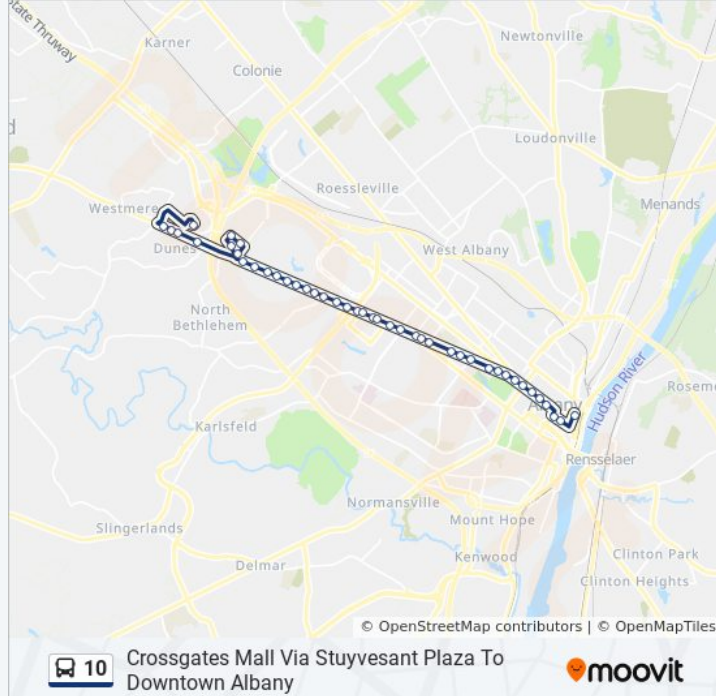 tate Thruway
Karner
Newtonville
Colonie
d
Loudonville
Roessleville
Menands
Westmere
Dunes
West Albany
North
Bethlehem
Hudson River
Rosem
Albany
Karlsfeld
Rensselaer
Normansville
Mount Hope
Slingerlands
Kenwood
Clinton Park
Delmar
Clinton Heights
© OpenStreetMap contributors | © OpenMapTiles
10
Crossgates Mall Via Stuyvesant Plaza To
Downtown Albany
moovit